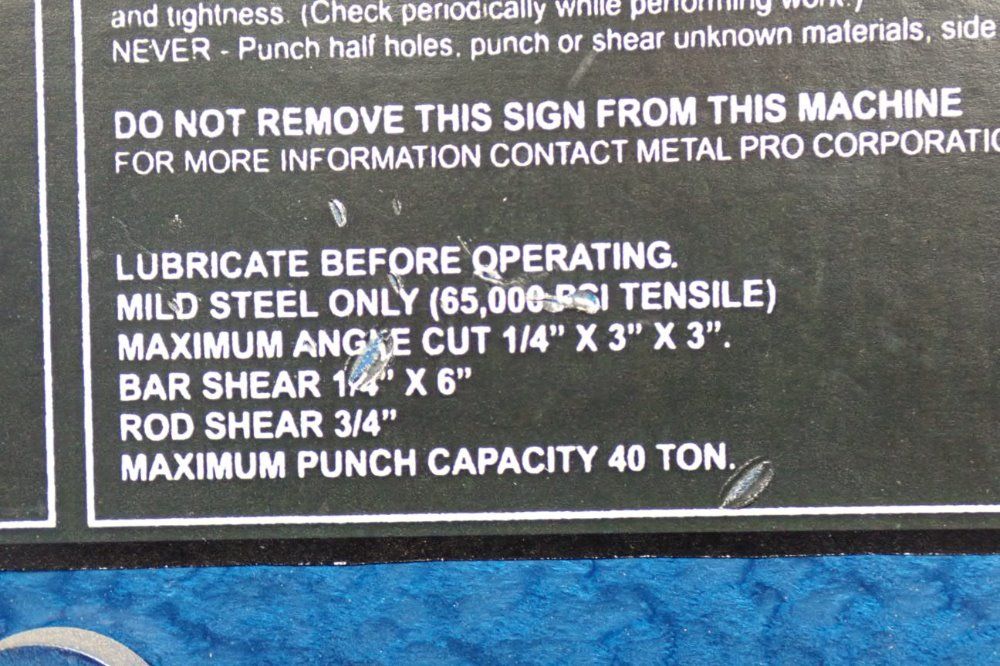 and tightness. (Check periodically while performing work.)
NEVER - Punch half holes, punch or shear unknown materials, side
DO NOT REMOVE THIS SIGN FROM THIS MACHINE
FOR MORE INFORMATION CONTACT METAL PRO CORPORATIO
LUBRICATE BEFORE OPERATING.
MILD STEEL ONLY (65,000 PSI TENSILE)
MAXIMUM ANGLE CUT 1/4” X 3” X 3”.
BAR SHEAR 1/4” X 6”
ROD SHEAR 3/4”
MAXIMUM PUNCH CAPACITY 40 TON.